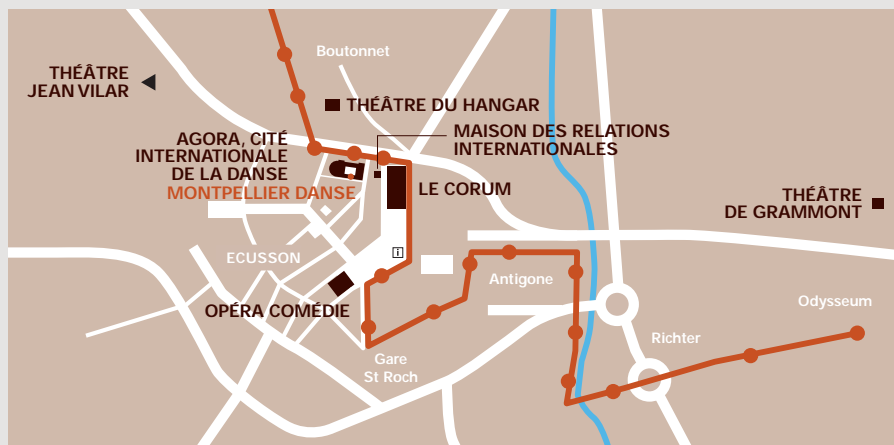 Boutonnet
THÉÂTRE
JEAN VILAR
THÉÂTRE DU HANGAR
AGORA, CITÉ
INTERNATIONALE
DE LA DANSE
MONTPELLIER DANSE
MAISON DES RELATIONS
INTERNATIONALES
LE CORUM
THÉÂTRE
DE GRAMMONT
ECUSSON
i
Antigone
OPÉRA COMÉDIE
Odysseum
Richter
Gare
St Roch